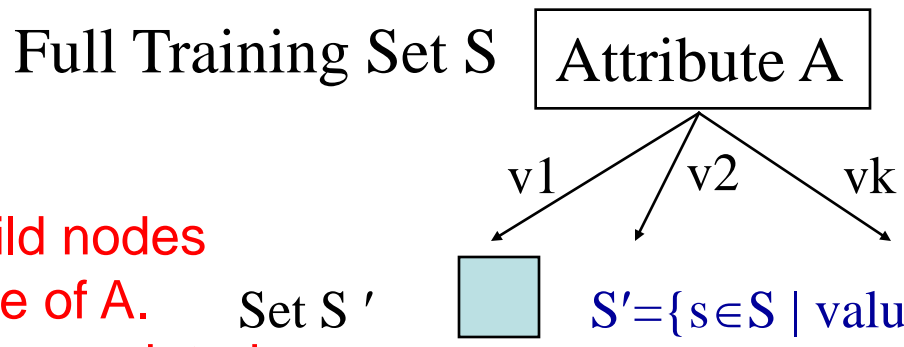 Full Training Set S
Attribute A
v1 v2 vk
ild nodes
e of A.
Set S ′
S′={s∈S | valu